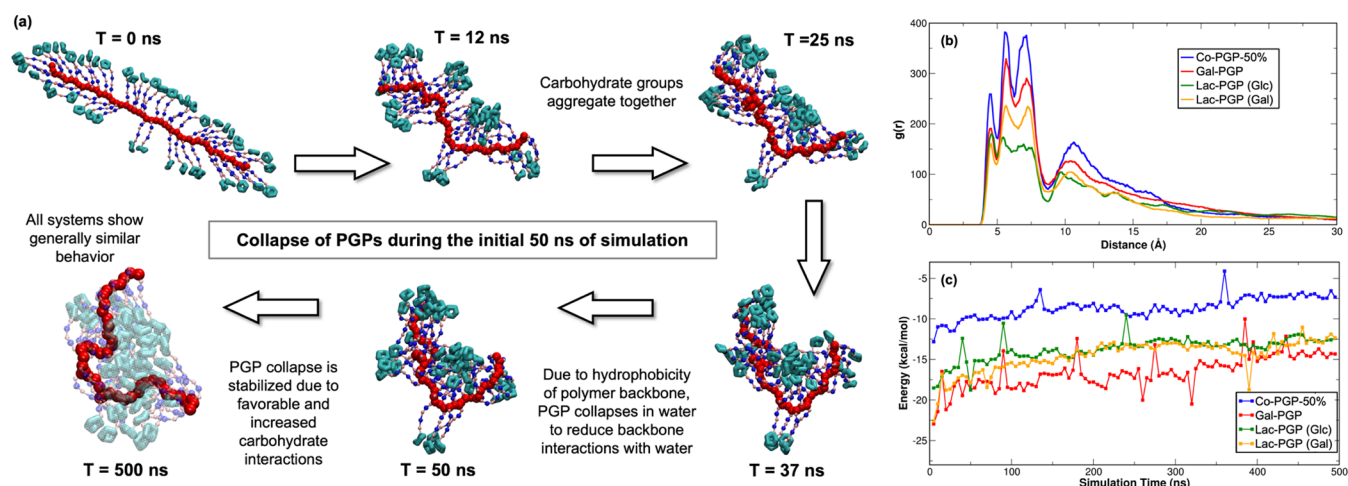 (a)
T = 0 ns
T = 12 ns
Carbohydrate groups
aggregate together
T =25 ns
All systems show
generally similar
behavior
Collapse of PGPs during the initial 50 ns of simulation
T = 500 ns
PGP collapse is
stabilized due to
favorable and
increased
carbohydrate
interactions
T = 50 ns
Due to hydrophobicity
of polymer backbone,
PGP collapses in water
to reduce backbone
interactions with water
T = 37 ns
(b)
400
300
200
100
0
g(r)
Co-PGP-50%
Gal-PGP
Lac-PGP (Glc)
Lac-PGP (Gal)
0 5 10 15 20 25 30
Distance (Å)
(c)
-5
-10
-15
-20
-25
Energy (kcal/mol)
Co-PGP-50%
Gal-PGP
Lac-PGP (Glc)
Lac-PGP (Gal)
0 100 200 300 400 500
Simulation Time (ns)